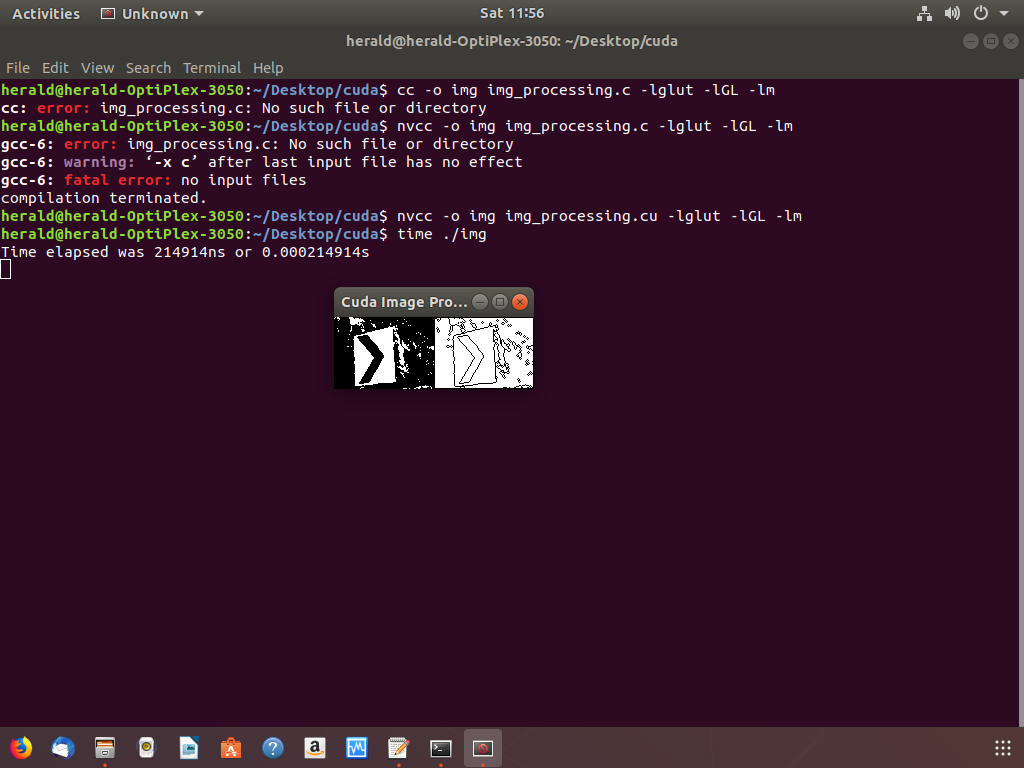 Activities Unknown Sat 11:56
herald@herald-OptiPlex-3050: ~/Desktop/cuda
File Edit View Search Terminal Help
herald@herald-OptiPlex-3050:~/Desktop/cuda$ cc -o img img_processing.c -lglut -lGL -lm
cc: error: img_processing.c: No such file or directory
herald@herald-OptiPlex-3050:~/Desktop/cuda$ nvcc -o img img_processing.c -lglut -lGL -lm
gcc-6: error: img_processing.c: No such file or directory
gcc-6: warning: ‘-x c’ after last input file has no effect
gcc-6: fatal error: no input files
compilation terminated.
herald@herald-OptiPlex-3050:~/Desktop/cuda$ nvcc -o img img_processing.cu -lglut -lGL -lm
herald@herald-OptiPlex-3050:~/Desktop/cuda$ time ./img
Time elapsed was 214914ns or 0.000214914s
Cuda Image Pro...